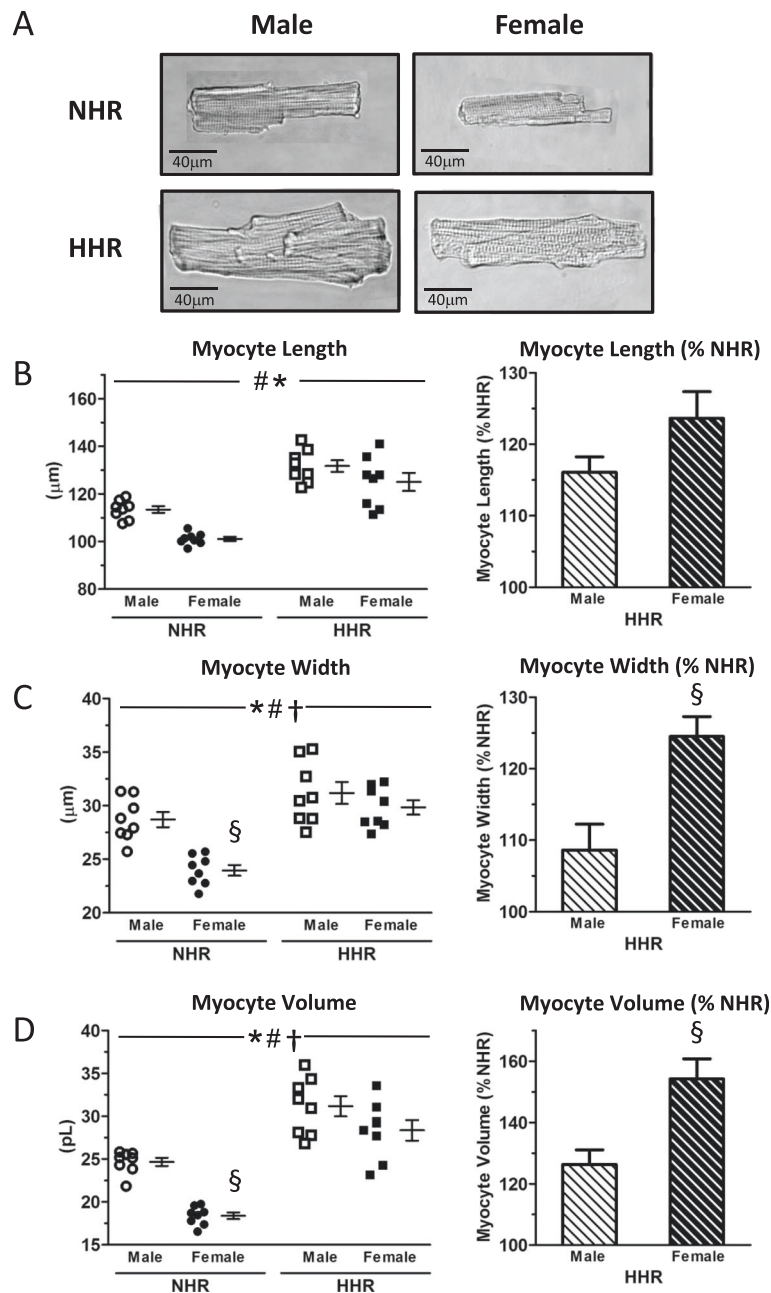 A
Male Female
NHR
40μm 40μm
HHR
40μm 40μm
B
Myocyte Length
#*
(μm)
160
140
120
100
80
Male Female Male Female
NHR HHR
Myocyte Length (% NHR)
Myocyte Length (%NHR)
130
120
110
100
Male Female
HHR
C
Myocyte Width
*#†
(μm)
40
35
30
25
20
§
Male Female Male Female
NHR HHR
Myocyte Width (% NHR)
Myocyte Width (%NHR)
130
120
110
100
§
Male Female
HHR
D
Myocyte Volume
*#†
(pL)
40
35
30
25
20
15
§
Male Female Male Female
NHR HHR
Myocyte Volume (% NHR)
Myocyte Volume (%NHR)
160
140
120
100
§
Male Female
HHR